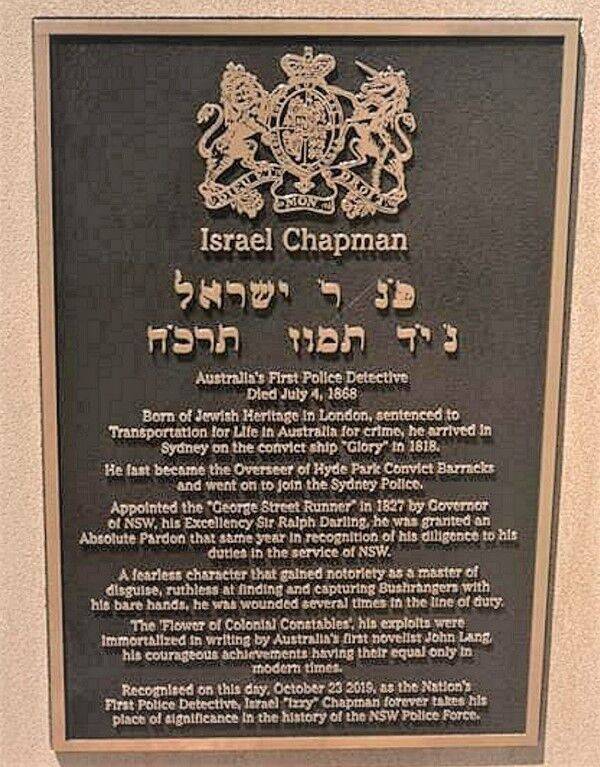 DIEU ET MON DROIT
Israel Chapman
פ׳נ ר׳ ישראל
נ׳ יד׳ תמוז תרכ״ח
Australia's First Police Detective
Died July 4, 1868
Born of Jewish Heritage in London, sentenced to
Transportation for Life in Australia for crime, he arrived in
Sydney on the convict ship "Glory" in 1818.
He fast became the Overseer of Hyde Park Convict Barracks
and went on to join the Sydney Police.
Appointed the "George Street Runner" in 1827 by Governor
of NSW, his Excellency Sir Ralph Darling, he was granted an
Absolute Pardon that same year in recognition of his diligence to his
duties in the service of NSW.
A fearless character that gained notoriety as a master of
disguise, ruthless at finding and capturing Bushrangers with
his bare hands, he was wounded several times in the line of duty.
The 'Flower of Colonial Constables', his exploits were
immortalized in writing by Australia's first novelist John Lang,
his courageous achievements having their equal only in
modern times.
Recognised on this day, October 23 2019, as the Nation's
First Police Detective, Israel "Izzy" Chapman forever takes his
place of significance in the history of the NSW Police Force.